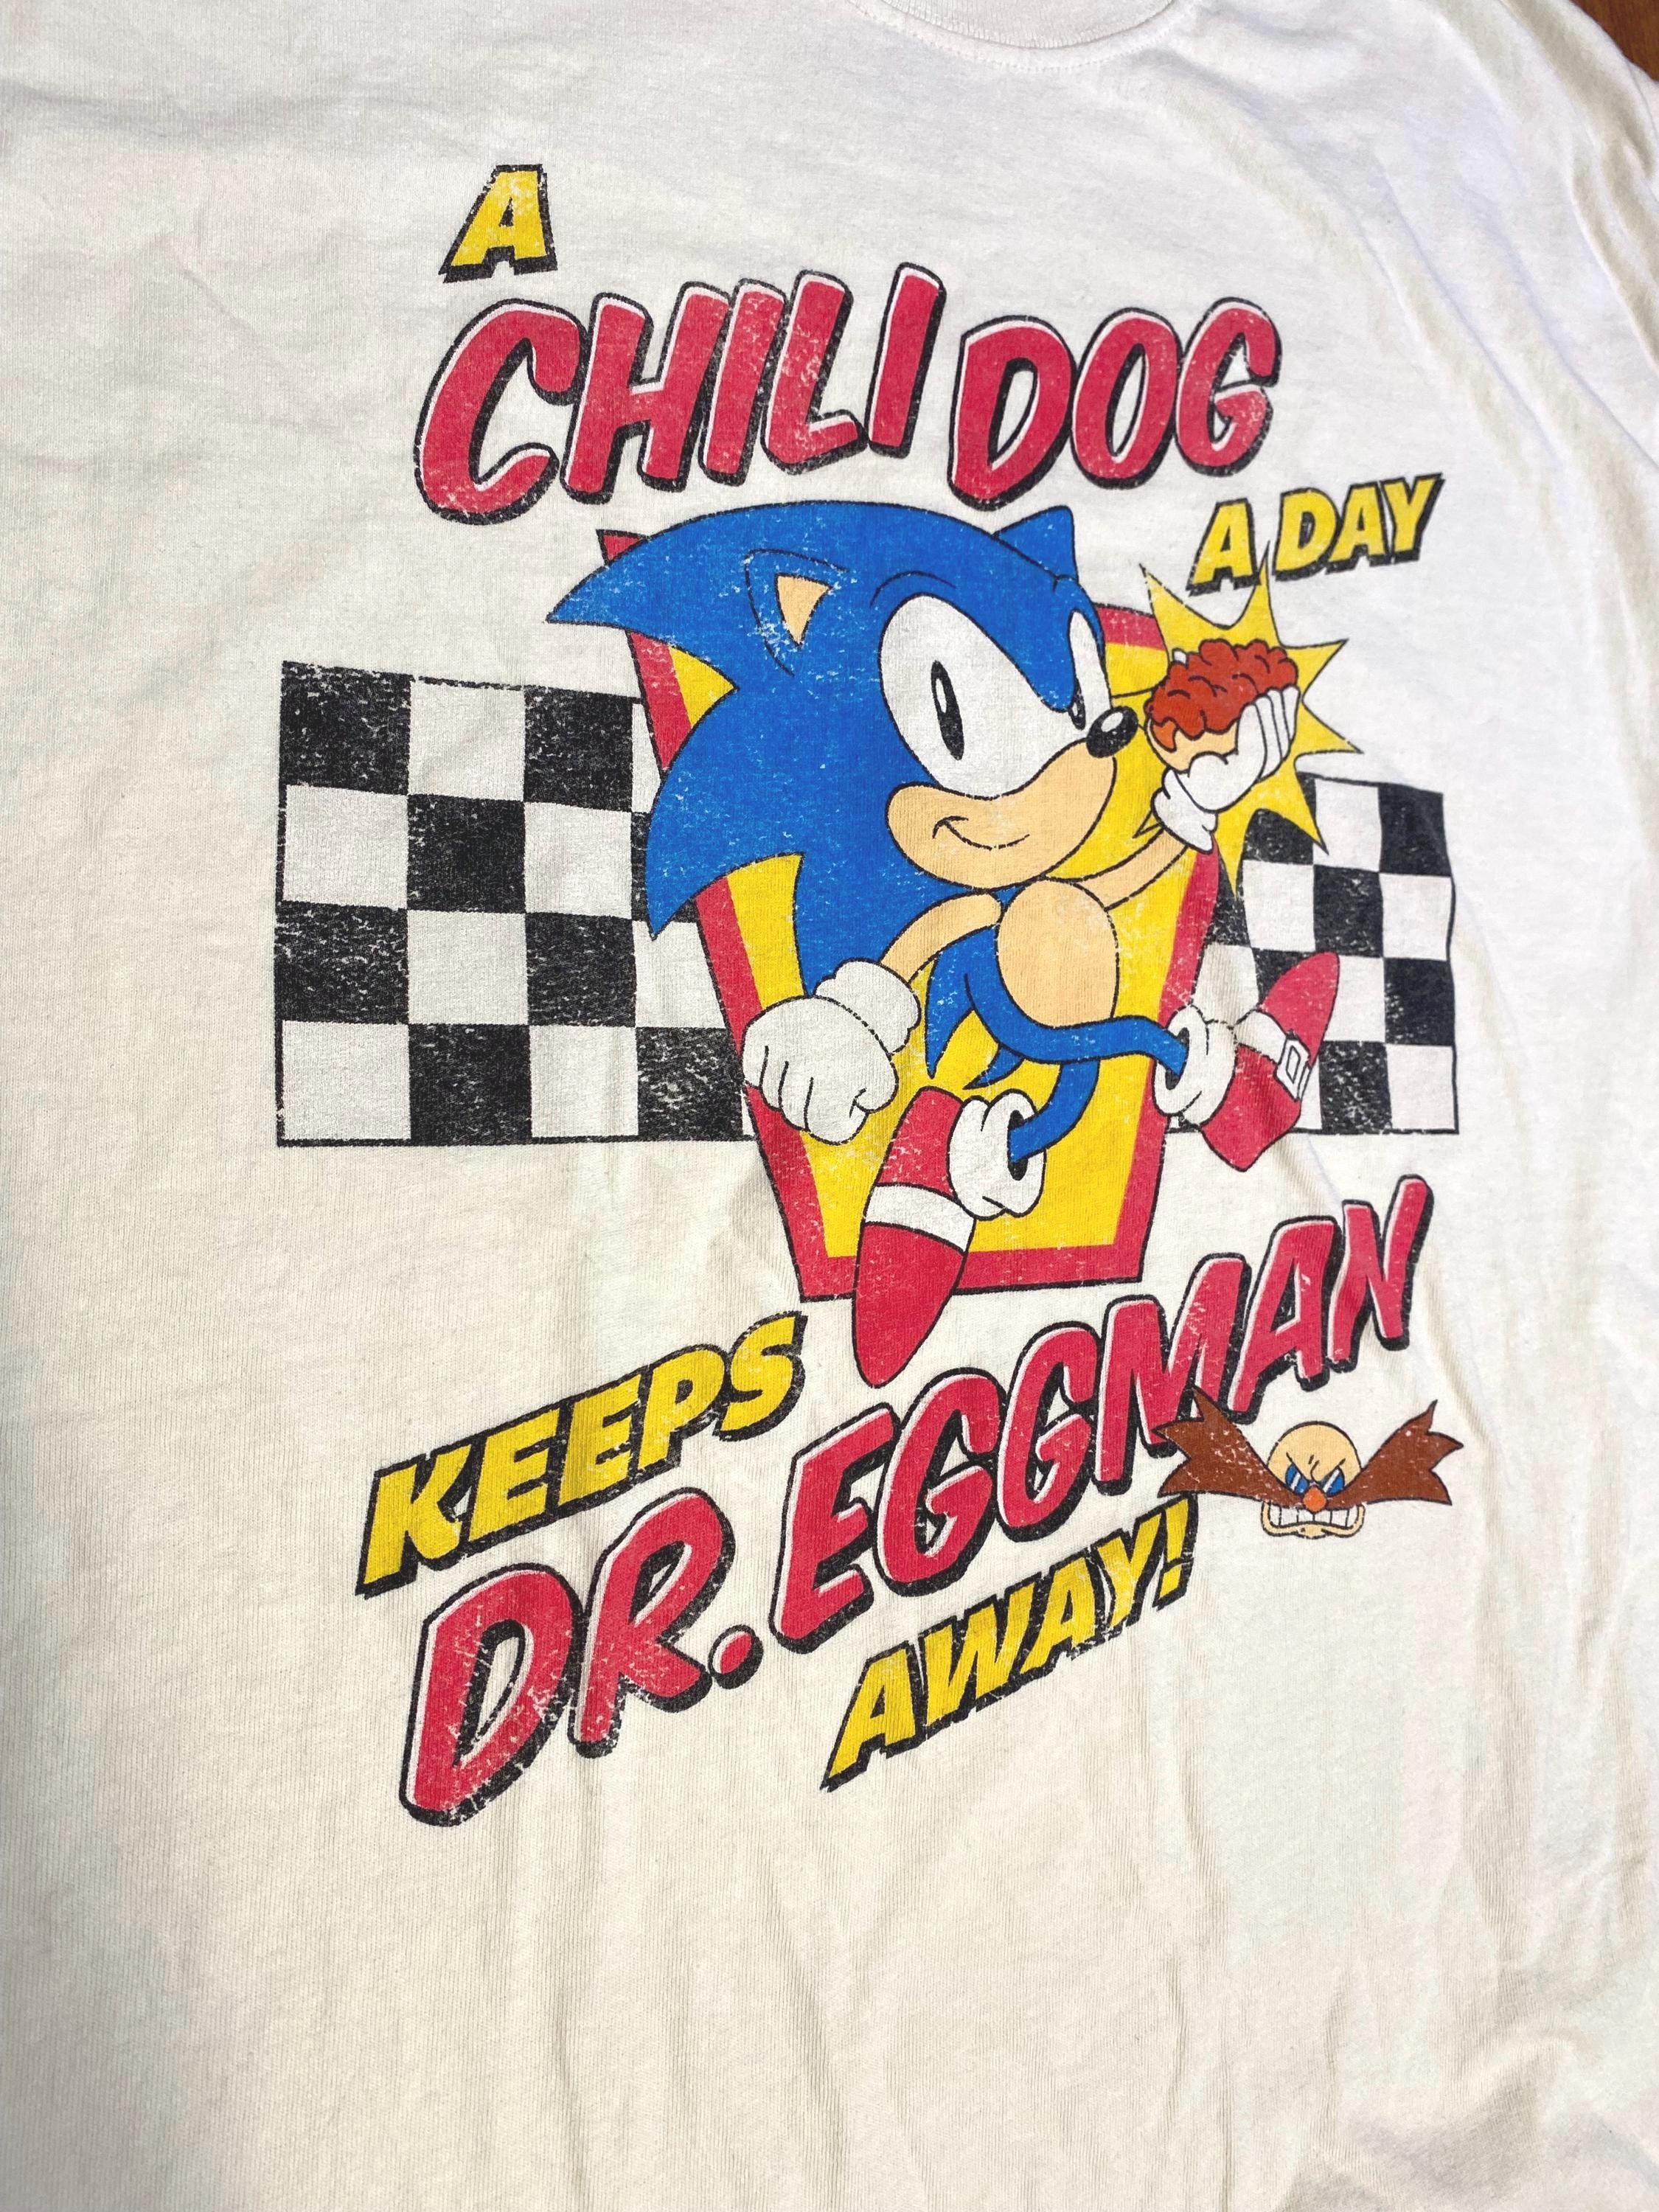 A
CHILI DOG
A DAY
KEEPS
DR. EGGMAN
AWAY!